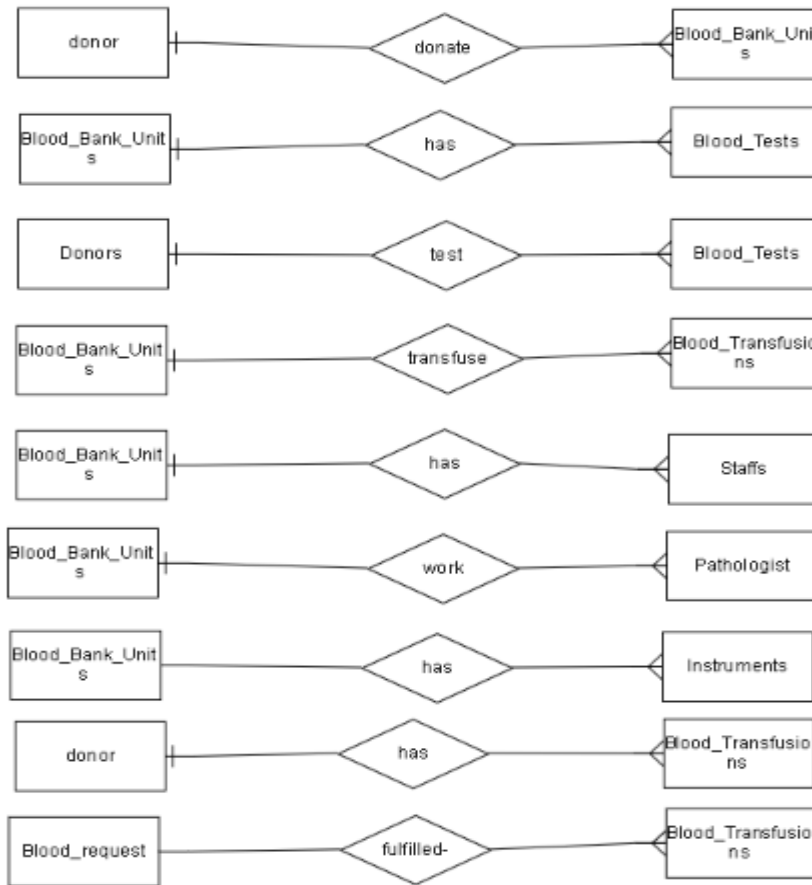 donor donate Blood_Bank_Unit
s
Blood_Bank_Unit
s has Blood_Tests
Donors test Blood_Tests
Blood_Bank_Unit
s transfuse Blood_Transfusio
ns
Blood_Bank_Unit
s has Staffs
Blood_Bank_Unit
s work Pathologist
Blood_Bank_Unit
s has Instruments
donor has Blood_Transfusio
ns
Blood_request fulfilled- Blood_Transfusio
ns